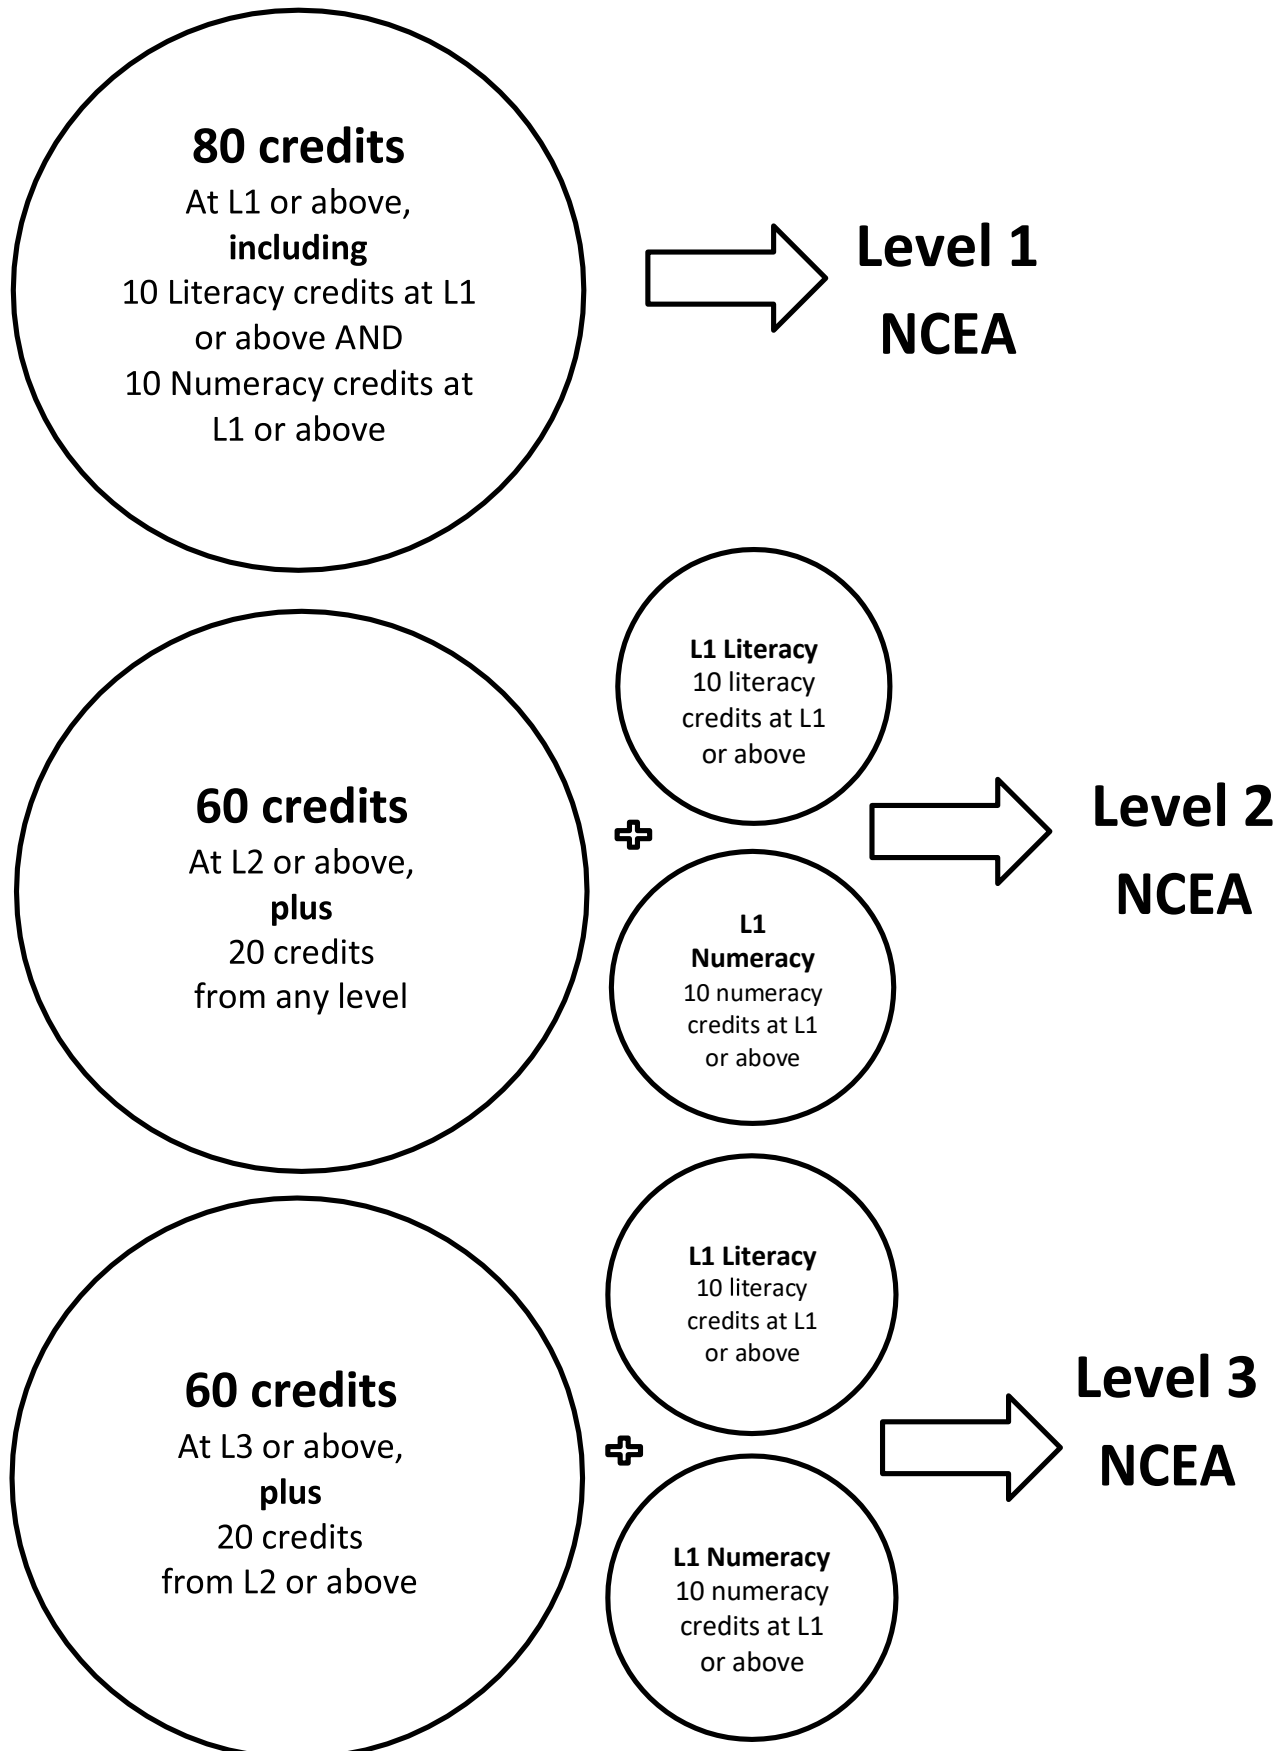 80 credits
At L1 or above,
including
10 Literacy credits at L1
or above AND
10 Numeracy credits at
L1 or above
Level 1
NCEA
60 credits
At L2 or above,
plus
20 credits
from any level
L1 Literacy
10 literacy
credits at L1
or above
L1
Numeracy
10 numeracy
credits at L1
or above
Level 2
NCEA
60 credits
At L3 or above,
plus
20 credits
from L2 or above
L1 Literacy
10 literacy
credits at L1
or above
L1 Numeracy
10 numeracy
credits at L1
or above
Level 3
NCEA